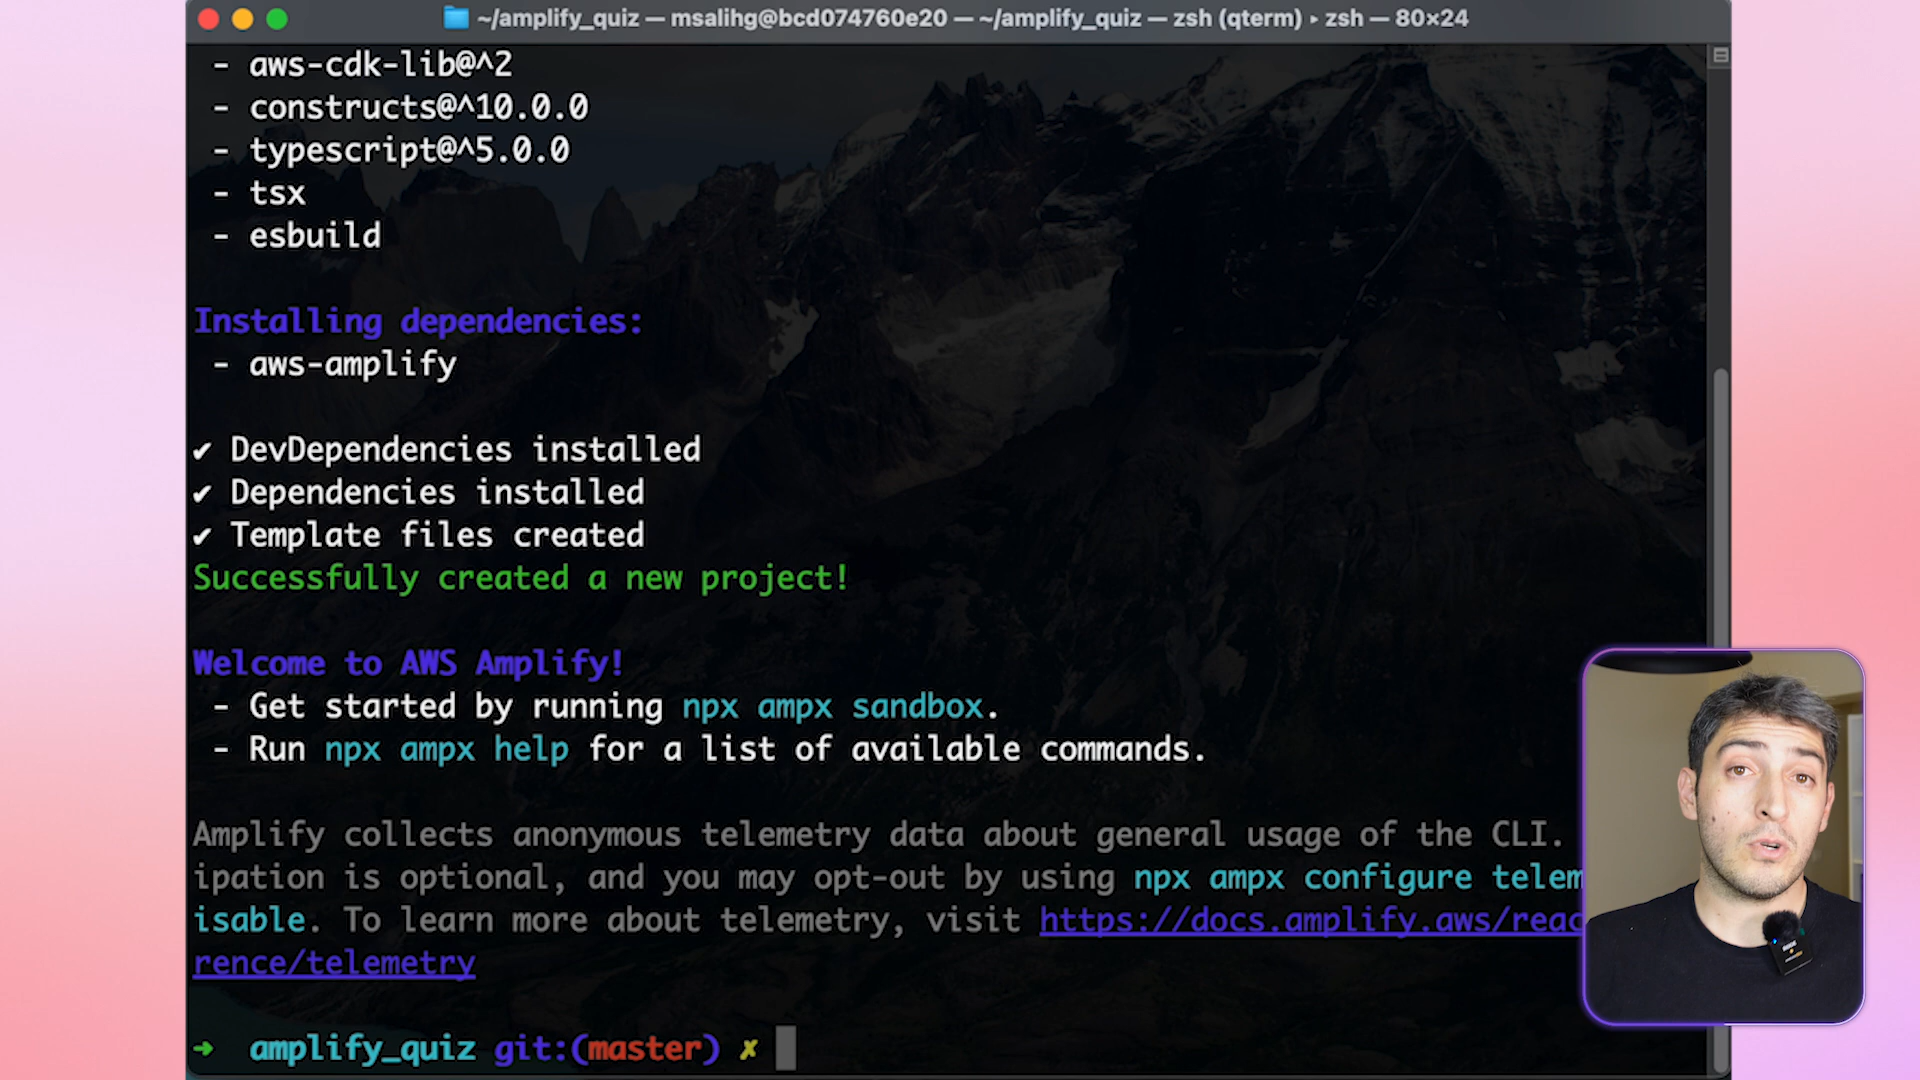 ~/amplify_quiz — msalihg@bcd074760e20 — ~/amplify_quiz — zsh (qterm) ▸ zsh — 80×24
- aws-cdk-lib@^2
- constructs@^10.0.0
- typescript@^5.0.0
- tsx
- esbuild
Installing dependencies:
- aws-amplify
✔ DevDependencies installed
✔ Dependencies installed
✔ Template files created
Successfully created a new project!
Welcome to AWS Amplify!
- Get started by running npx ampx sandbox.
- Run npx ampx help for a list of available commands.
Amplify collects anonymous telemetry data about general usage of the CLI.
ipation is optional, and you may opt-out by using npx ampx configure telem
isable. To learn more about telemetry, visit https://docs.amplify.aws/reac
rence/telemetry
➜ amplify_quiz git:(master) ✗